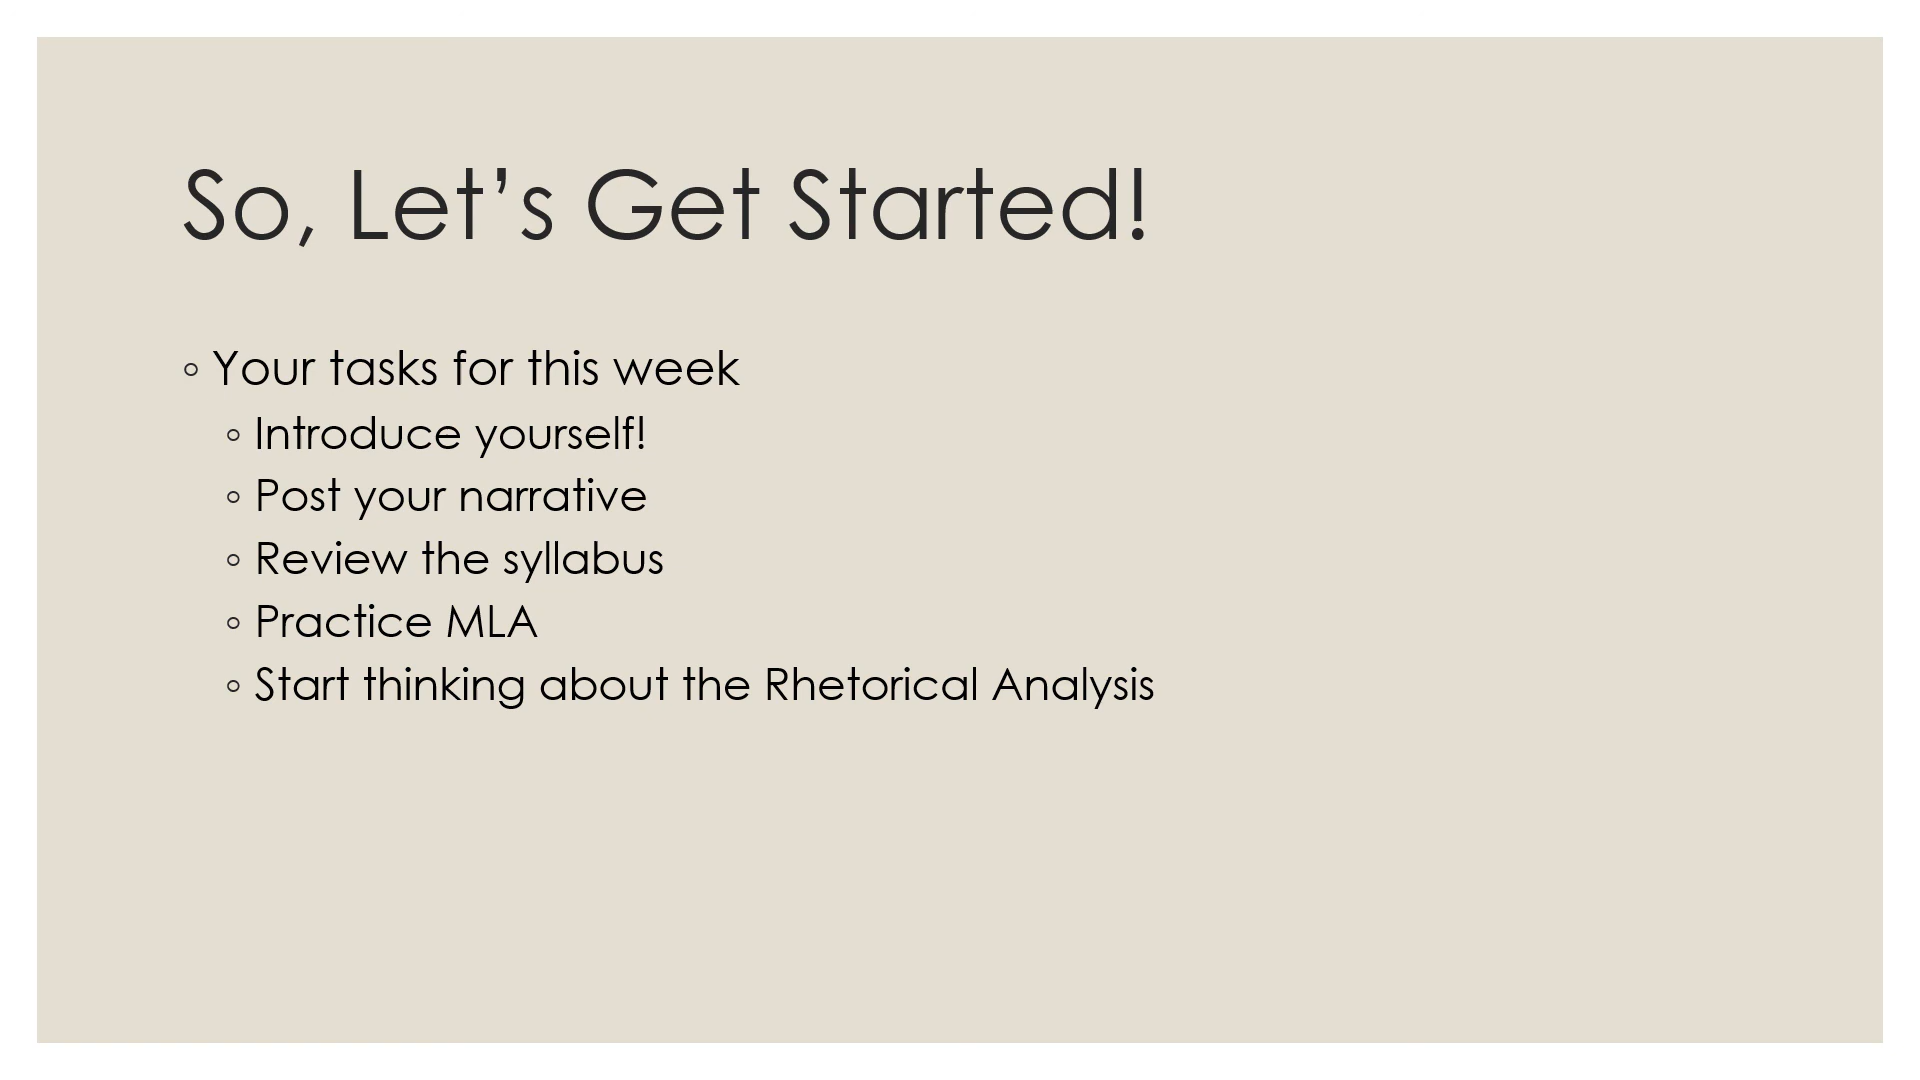 So, Let’s Get Started!
◦ Your tasks for this week
◦ Introduce yourself!
◦ Post your narrative
◦ Review the syllabus
◦ Practice MLA
◦ Start thinking about the Rhetorical Analysis